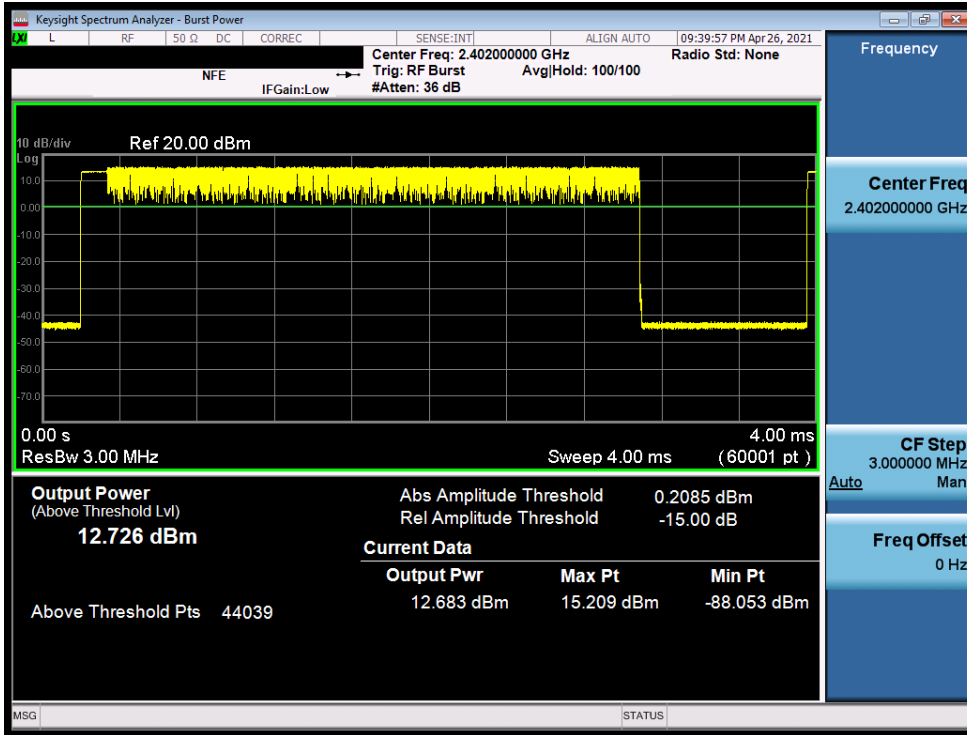 Keysight Spectrum Analyzer - Burst Power
LXI L RF 50 Ω DC CORREC SENSE:INT ALIGN AUTO 09:39:57 PM Apr 26, 2021
Center Freq: 2.402000000 GHz Radio Std: None
NFE Trig: RF Burst Avg|Hold: 100/100
IFGain:Low #Atten: 36 dB
Frequency
10 dB/div Ref 20.00 dBm
Log
10.0
0.00
-10.0
-20.0
-30.0
-40.0
-50.0
-60.0
-70.0
0.00 s 4.00 ms
ResBw 3.00 MHz Sweep 4.00 ms (60001 pt )
Center Freq
2.402000000 GHz
CF Step
3.000000 MHz
Auto Man
Freq Offset
0 Hz
Output Power
(Above Threshold Lvl)
12.726 dBm
Above Threshold Pts 44039
Abs Amplitude Threshold 0.2085 dBm
Rel Amplitude Threshold -15.00 dB
Current Data
Output Pwr Max Pt Min Pt
12.683 dBm 15.209 dBm -88.053 dBm
MSG STATUS